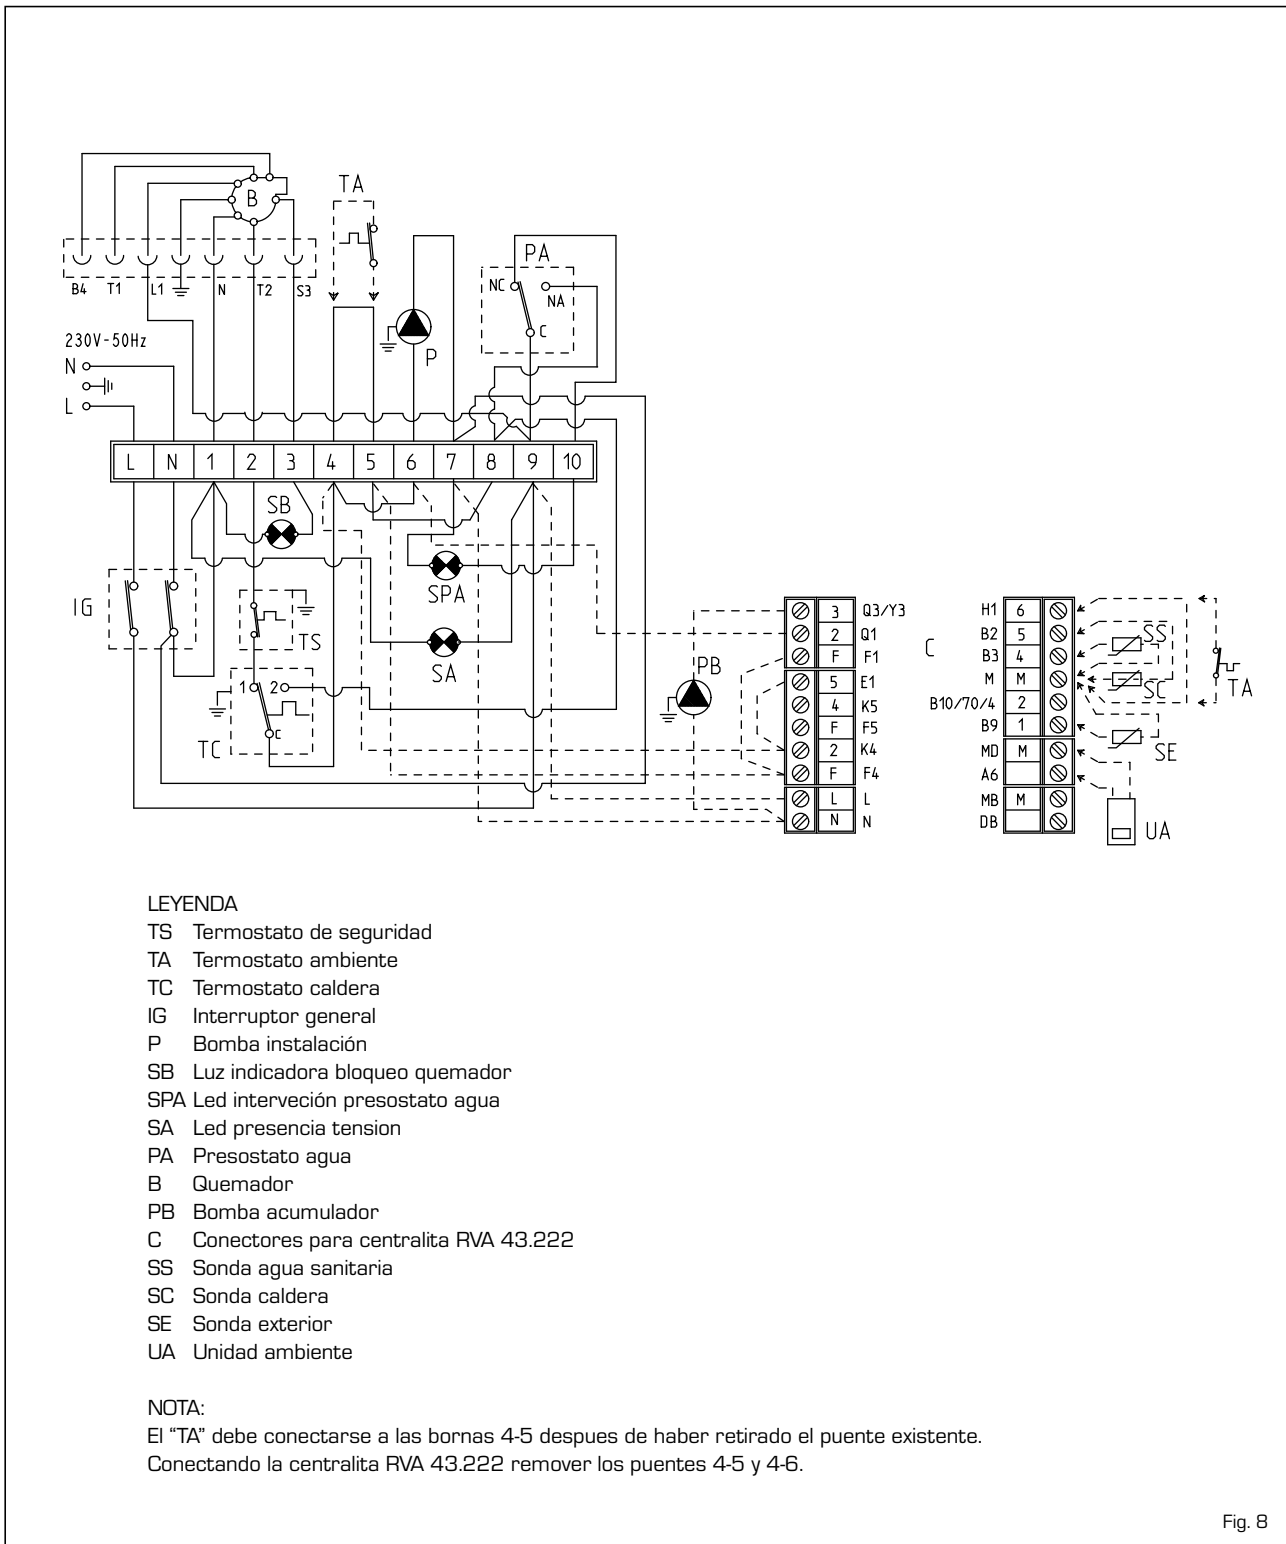 TA
B
PA
NC
NA
C
B4 T1 L1 N T2 S3
230V-50Hz
N
L
P
L N 1 2 3 4 5 6 7 8 9 10
SB
SPA
IG
TS
SA
1 2
C
TC
PB
3 Q3/Y3
2 Q1
F F1
5 E1
4 K5
F F5
2 K4
F F4
L L
N N
C
H1 6
B2 5
B3 4
M M
B10/70/4 2
B9 1
MD M
A6
MB M
DB
SS
SC
TA
SE
UA
LEYENDA
TS Termostato de seguridad
TA Termostato ambiente
TC Termostato caldera
IG Interruptor general
P Bomba instalación
SB Luz indicadora bloqueo quemador
SPA Led interveción presostato agua
SA Led presencia tension
PA Presostato agua
B Quemador
PB Bomba acumulador
C Conectores para centralita RVA 43.222
SS Sonda agua sanitaria
SC Sonda caldera
SE Sonda exterior
UA Unidad ambiente
NOTA:
El “TA” debe conectarse a las bornas 4-5 despues de haber retirado el puente existente.
Conectando la centralita RVA 43.222 remover los puentes 4-5 y 4-6.
Fig. 8